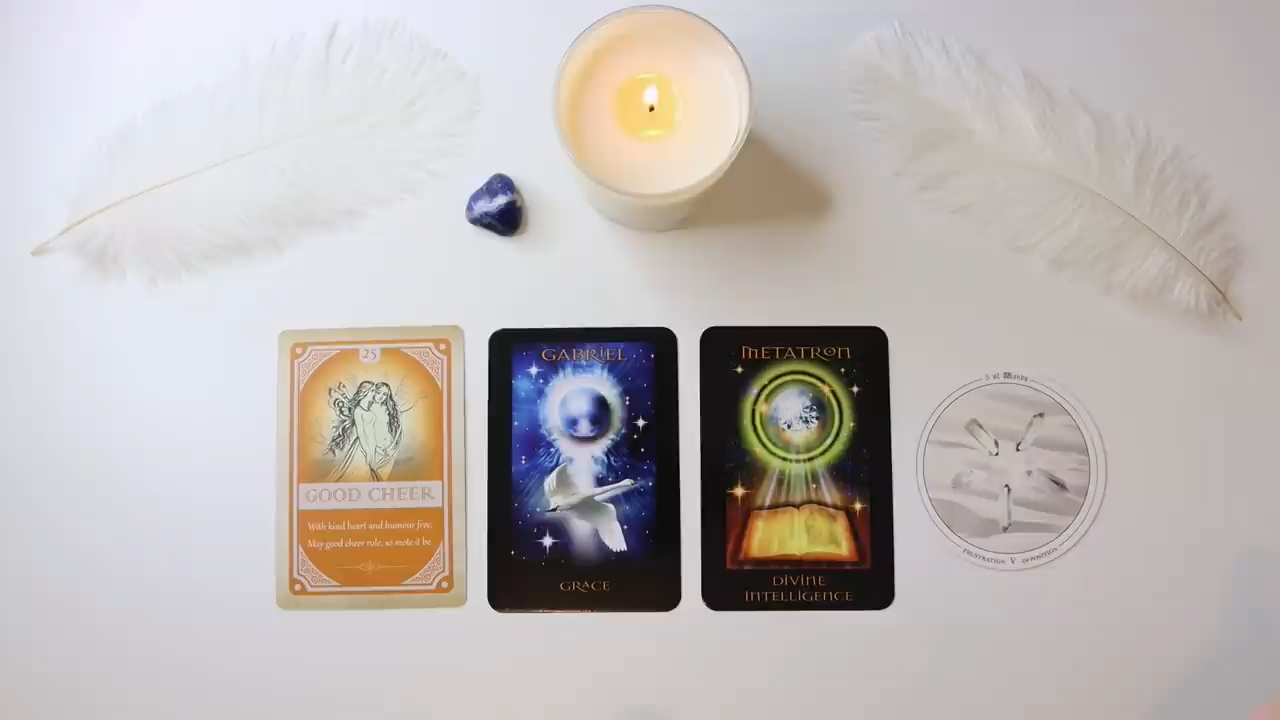 25
GOOD CHEER
With kind heart and humour free.
May good cheer rule, so mote it be.
GABRIEL
GRACE
METATRON
DIVINE
INTELLIGENCE
5 of Wands
FRUSTRATION V OPPOSITION